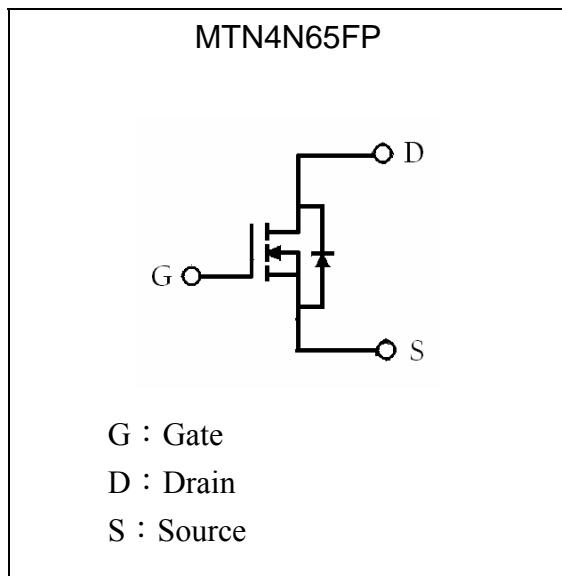 MTN4N65FP
D
G
S
G：Gate
D：Drain
S：Source